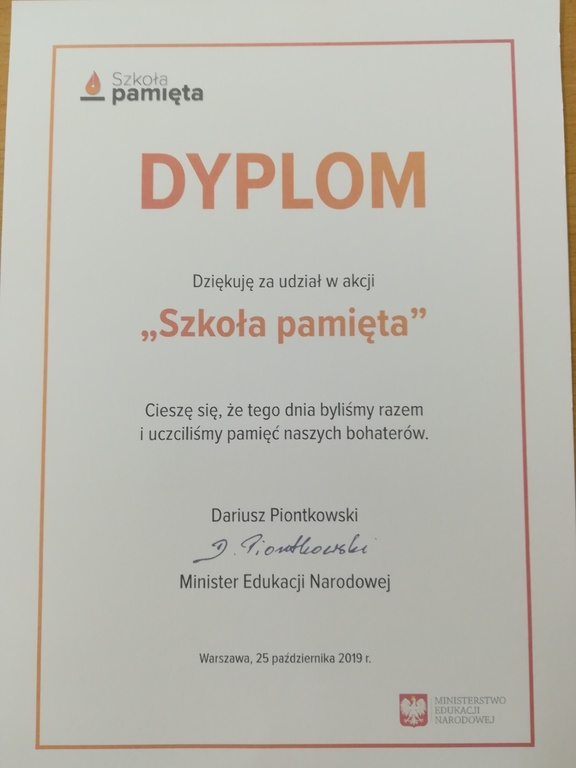 Szkoła
pamięta
DYPLOM
Dziękuję za udział w akcji
„Szkoła pamięta”
Cieszę się, że tego dnia byliśmy razem
i uczciliśmy pamięć naszych bohaterów.
Dariusz Piontkowski
D. Piontkowski
Minister Edukacji Narodowej
Warszawa, 25 października 2019 r.
MINISTERSTWO
EDUKACJI
NARODOWEJ